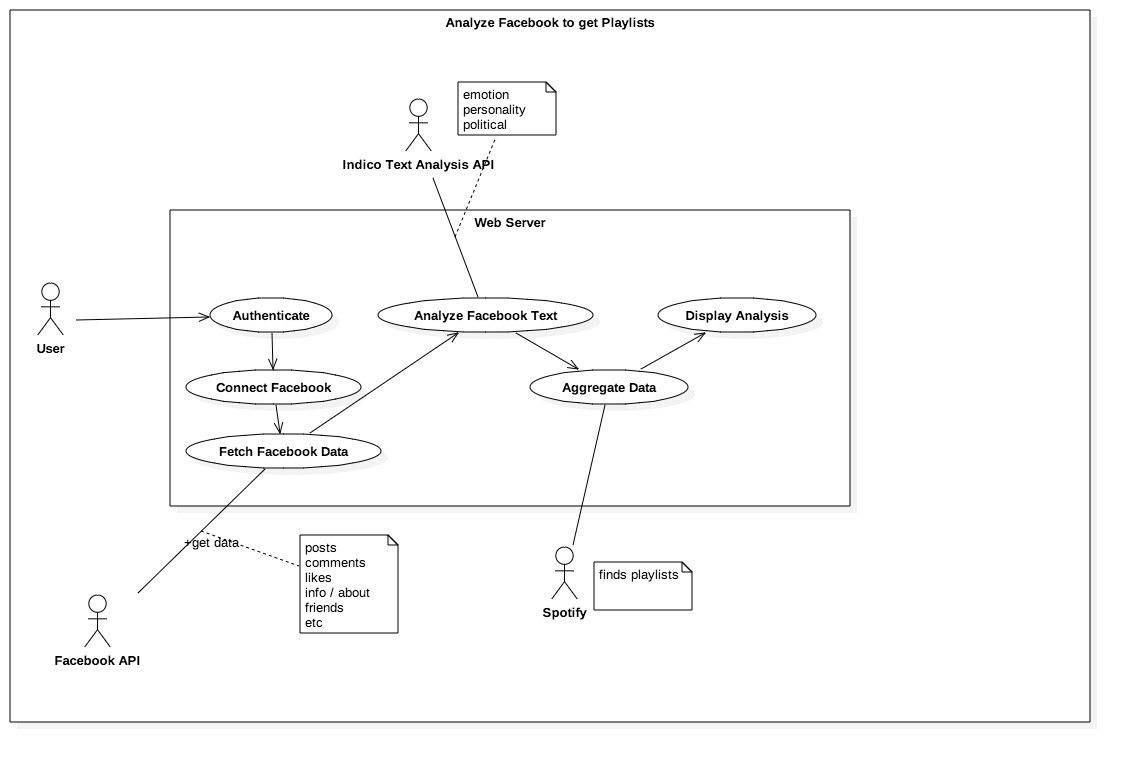 Analyze Facebook to get Playlists
emotion
personality
political
Indico Text Analysis API
Web Server
User
Authenticate
Analyze Facebook Text
Display Analysis
Connect Facebook
Aggregate Data
Fetch Facebook Data
+get data
posts
comments
likes
info / about
friends
etc
finds playlists
Spotify
Facebook API